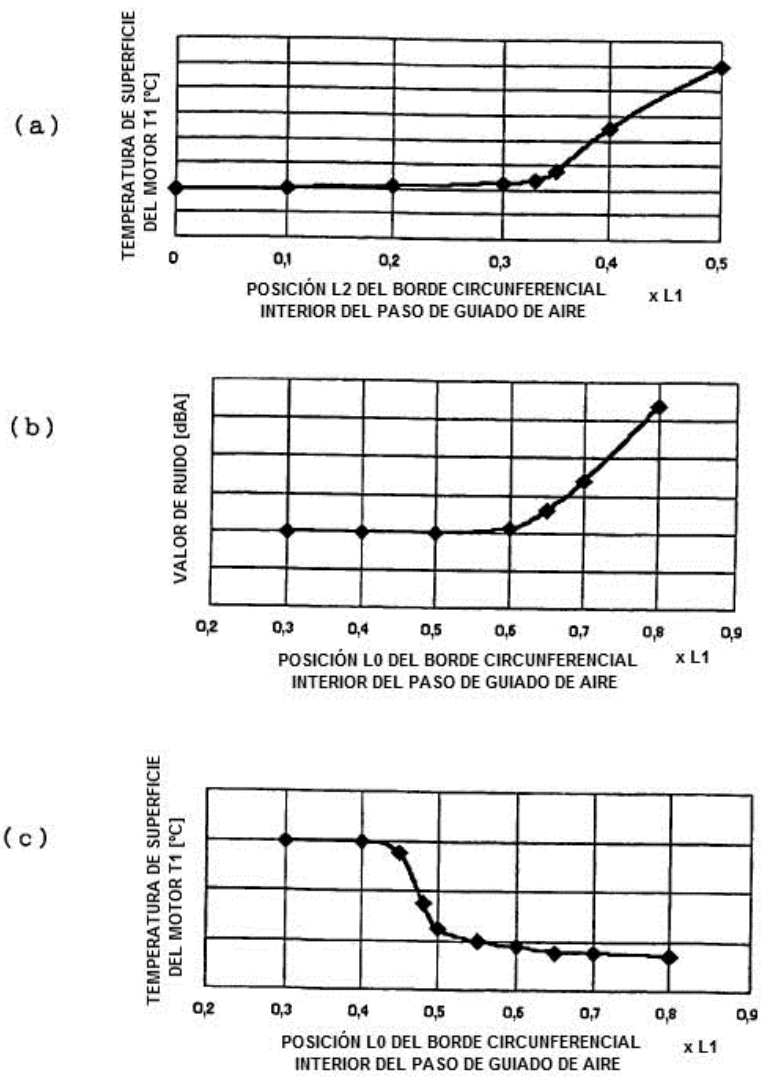 (a)
TEMPERATURA DE SUPERFICIE
DEL MOTOR T1 [ºC]
0 0,1 0,2 0,3 0,4 0,5
POSICIÓN L2 DEL BORDE CIRCUNFERENCIAL x L1
INTERIOR DEL PASO DE GUIADO DE AIRE
(b)
VALOR DE RUIDO [dBA]
0,2 0,3 0,4 0,5 0,6 0,7 0,8 0,9
POSICIÓN L0 DEL BORDE CIRCUNFERENCIAL x L1
INTERIOR DEL PASO DE GUIADO DE AIRE
(c)
TEMPERATURA DE SUPERFICIE
DEL MOTOR T1 [ºC]
0,2 0,3 0,4 0,5 0,6 0,7 0,8 0,9
POSICIÓN L0 DEL BORDE CIRCUNFERENCIAL x L1
INTERIOR DEL PASO DE GUIADO DE AIRE